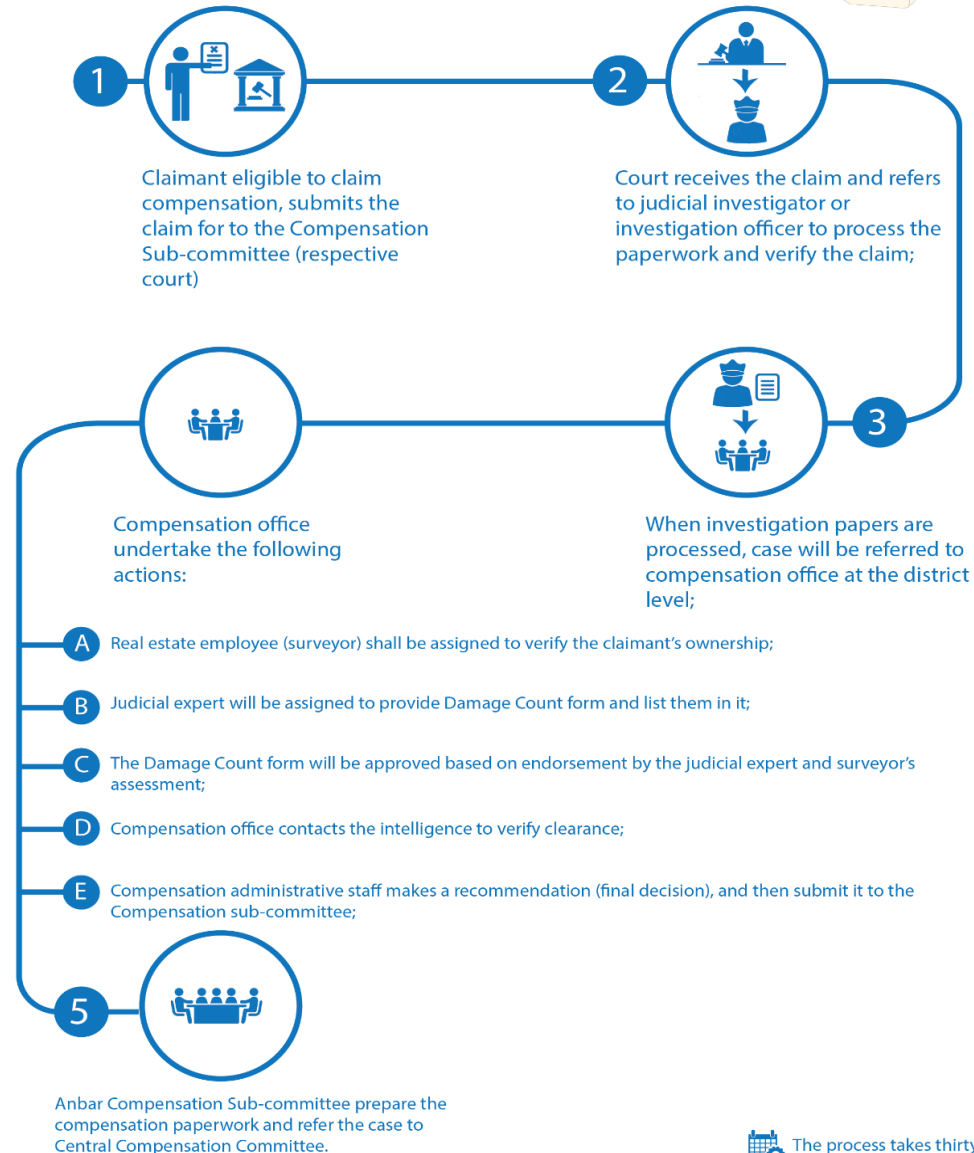 1
Claimant eligible to claim
compensation, submits the
claim for to the Compensation
Sub-committee (respective
court)
2
Court receives the claim and refers
to judicial investigator or
investigation officer to process the
paperwork and verify the claim;
3
When investigation papers are
processed, case will be referred to
compensation office at the district
level;
Compensation office
undertake the following
actions:
A Real estate employee (surveyor) shall be assigned to verify the claimant's ownership;
B Judicial expert will be assigned to provide Damage Count form and list them in it;
C The Damage Count form will be approved based on endorsement by the judicial expert and surveyor's
assessment;
D Compensation office contacts the intelligence to verify clearance;
E Compensation administrative staff makes a recommendation (final decision), and then submit it to the
Compensation sub-committee;
5
Anbar Compensation Sub-committee prepare the
compensation paperwork and refer the case to
Central Compensation Committee.
The process takes thirty